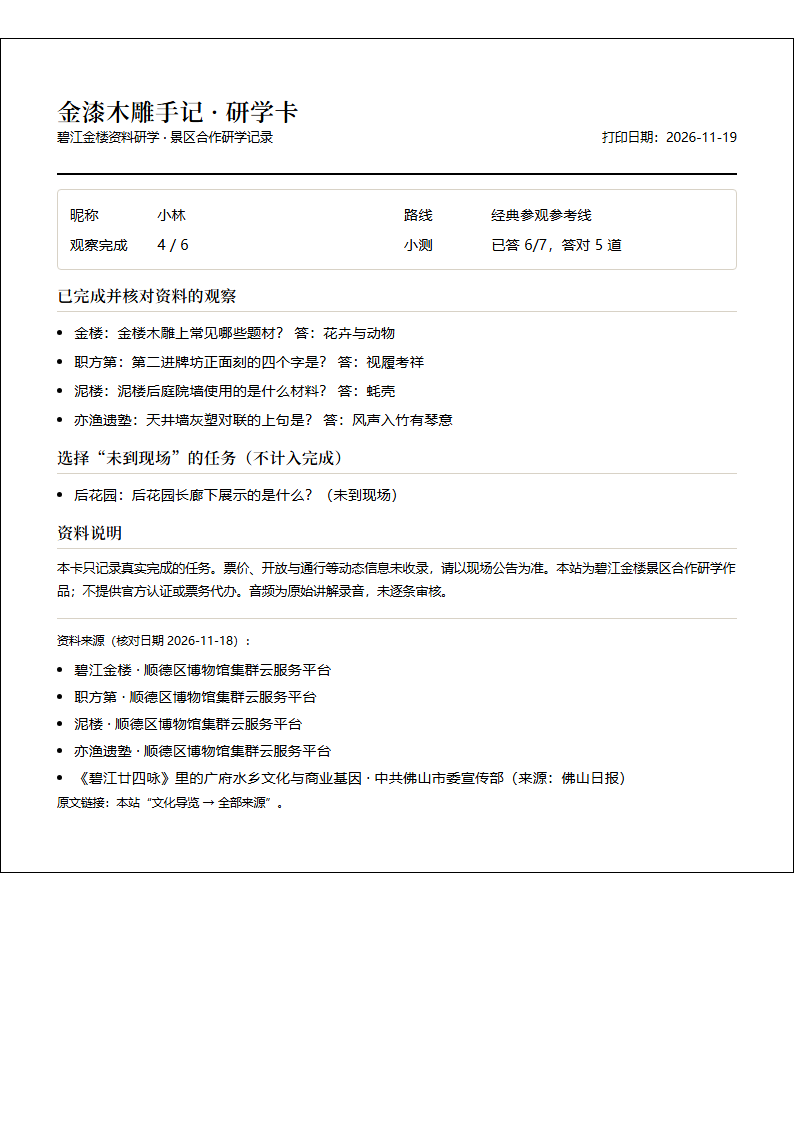 金漆木雕手记 · 研学卡
碧江金楼资料研学 · 景区合作研学记录
打印日期：2026-11-19
昵称 小林 路线 经典参观参考线
观察完成 4 / 6 小测 已答 6/7，答对 5 道
已完成并核对资料的观察
• 金楼：金楼木雕上常见哪些题材？ 答：花卉与动物
• 职方第：第二进牌坊正面刻的四个字是？ 答：视履考祥
• 泥楼：泥楼后庭院墙使用的是什么材料？ 答：蚝壳
• 亦渔遗塾：天井墙灰塑对联的上句是？ 答：风声入竹有琴意
选择“未到现场”的任务（不计入完成）
• 后花园：后花园长廊下展示的是什么？（未到现场）
资料说明
本卡只记录真实完成的任务。票价、开放与通行等动态信息未收录，请以现场公告为准。本站为碧江金楼景区合作研学作
品；不提供官方认证或票务代办。音频为原始讲解录音，未逐条审核。
资料来源（核对日期 2026-11-18）：
• 碧江金楼 · 顺德区博物馆集群云服务平台
• 职方第 · 顺德区博物馆集群云服务平台
• 泥楼 · 顺德区博物馆集群云服务平台
• 亦渔遗塾 · 顺德区博物馆集群云服务平台
• 《碧江廿四咏》里的广府水乡文化与商业基因 · 中共佛山市委宣传部（来源：佛山日报）
原文链接：本站“文化导览 → 全部来源”。